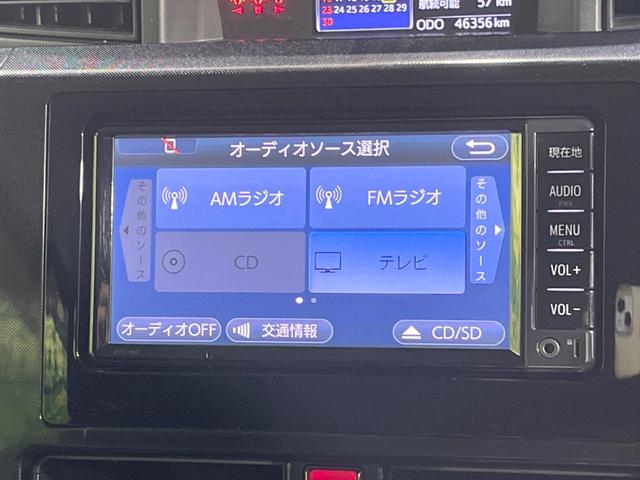 航続可能 57 km
23 24 25 26 27 28 29
30
ODO 46356 km
オーディオソース選択
その他のソース
AMラジオ
FMラジオ
その他のソース
CD
テレビ
オーディオOFF
交通情報
CD/SD
現在地
AUDIO
PWR
MENU
CTRL
VOL+
VOL-